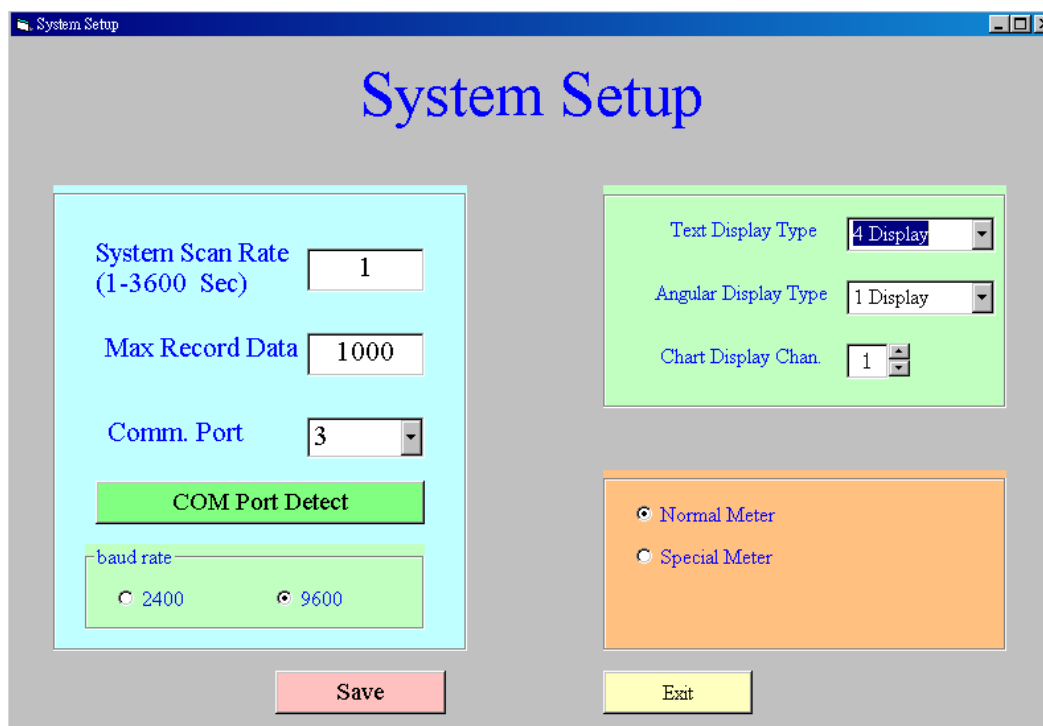 System Setup
System Setup
System Scan Rate
(1-3600 Sec)
1
Max Record Data
1000
Comm. Port
3
COM Port Detect
baud rate
2400
9600
Text Display Type
4 Display
Angular Display Type
1 Display
Chart Display Chan.
1
Normal Meter
Special Meter
Save
Exit